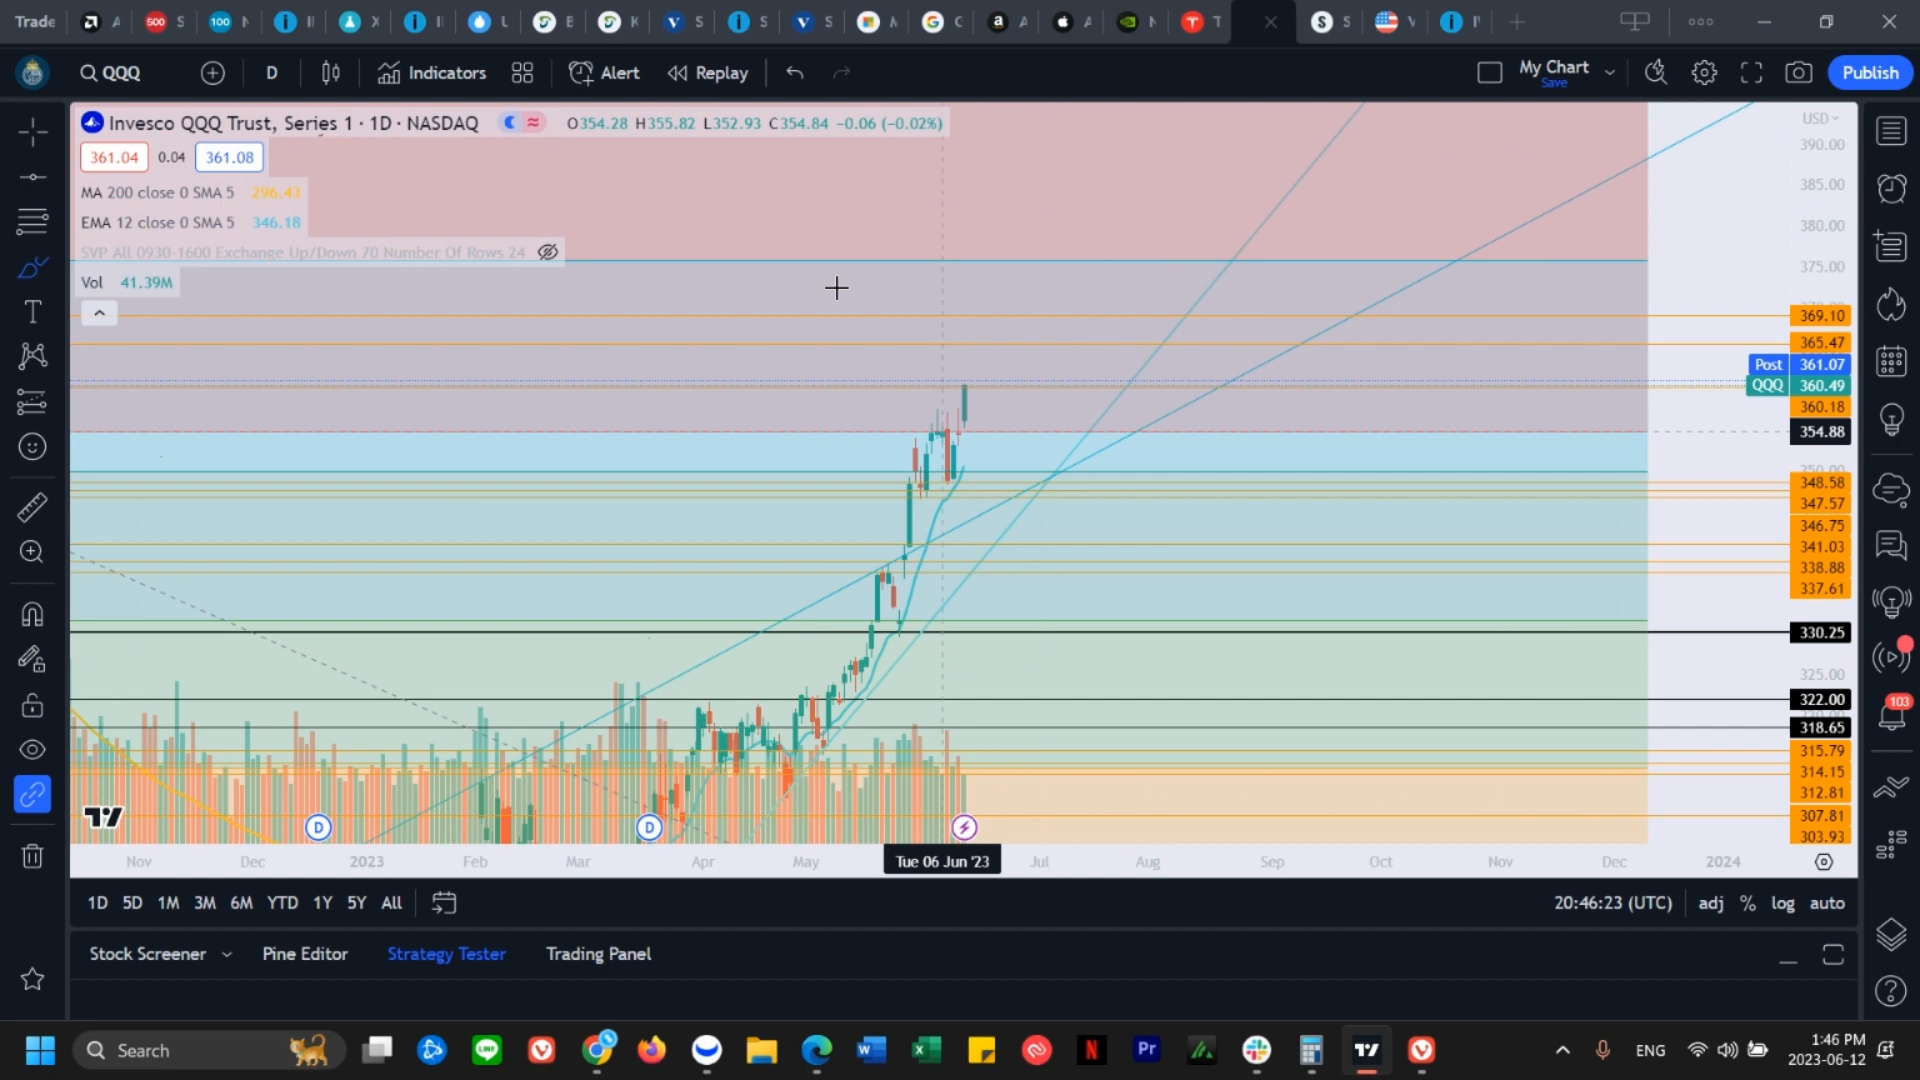 Trade
500
100
QQQ
D
Indicators
Alert
Replay
My Chart
Save
Publish
Invesco QQQ Trust, Series 1 · 1D · NASDAQ
O354.28 H355.82 L352.93 C354.84 −0.06 (−0.02%)
USD
361.04 0.04 361.08
MA 200 close 0 SMA 5 296.43
EMA 12 close 0 SMA 5 346.18
SVP All 0930-1600 Exchange Up/Down 70 Number Of Rows 24
Vol 41.39M
390.00
385.00
380.00
375.00
369.10
365.47
Post 361.07
QQQ 360.49
360.18
354.88
348.58
347.57
346.75
341.03
338.88
337.61
330.25
325.00
322.00
318.65
315.79
314.15
312.81
307.81
303.93
103
D
D
Nov Dec 2023 Feb Mar Apr May Tue 06 Jun '23 Jul Aug Sep Oct Nov Dec 2024
1D 5D 1M 3M 6M YTD 1Y 5Y All
20:46:23 (UTC) adj % log auto
Stock Screener Pine Editor Strategy Tester Trading Panel
Search
ENG
1:46 PM
2023-06-12